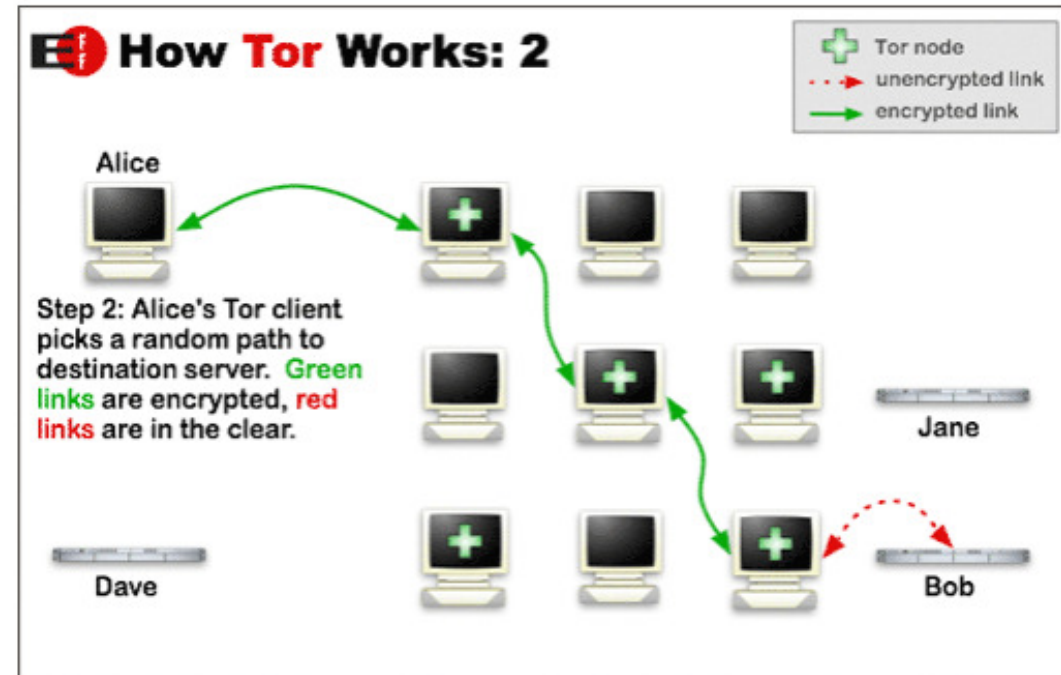 EFF How Tor Works: 2
Tor node
unencrypted link
encrypted link
Alice
Step 2: Alice's Tor client
picks a random path to
destination server. Green
links are encrypted, red
links are in the clear.
Jane
Dave
Bob